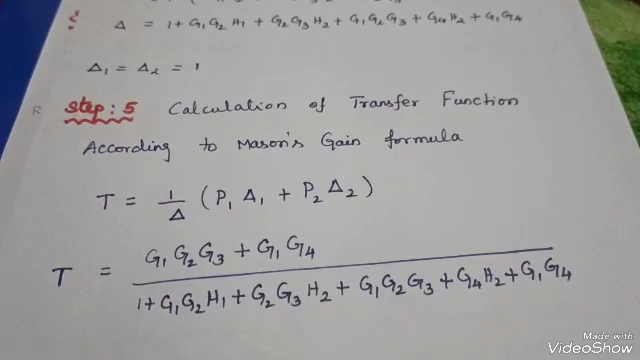 Δ = 1 + G₁G₂H₁ + G₂G₃H₂ + G₁G₂G₃ + G₄H₂ + G₁G₄
Δ₁ = Δ₂ = 1
Step: 5 Calculation of Transfer Function
According to Mason's Gain formula
T = 1/Δ (P₁Δ₁ + P₂Δ₂)
T = G₁G₂G₃ + G₁G₄
1+G₁G₂H₁ + G₂G₃H₂ + G₁G₂G₃ + G₄H₂ + G₁G₄
Made with
VideoShow